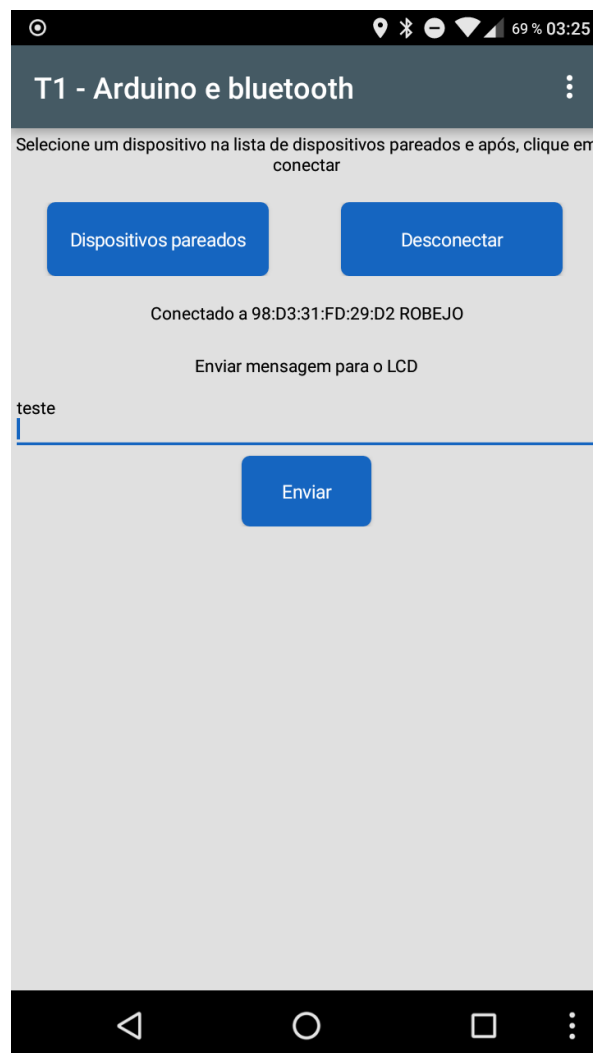 69 % 03:25
T1 - Arduino e bluetooth
Selecione um dispositivo na lista de dispositivos pareados e após, clique em
conectar
Dispositivos pareados
Desconectar
Conectado a 98:D3:31:FD:29:D2 ROBEJO
Enviar mensagem para o LCD
teste
Enviar